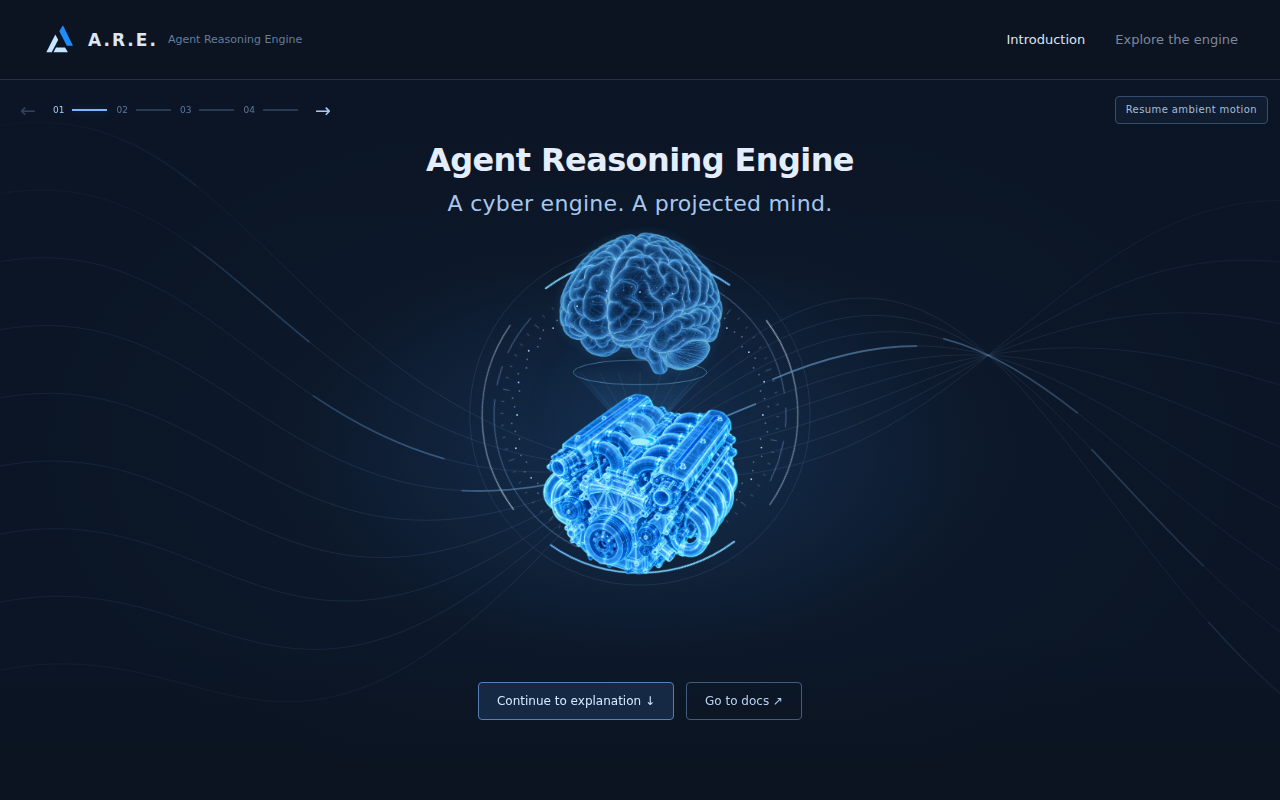 A.R.E. Agent Reasoning Engine
Introduction Explore the engine
← 01 02 03 04 →
Resume ambient motion
Agent Reasoning Engine
A cyber engine. A projected mind.
Continue to explanation ↓
Go to docs ↗